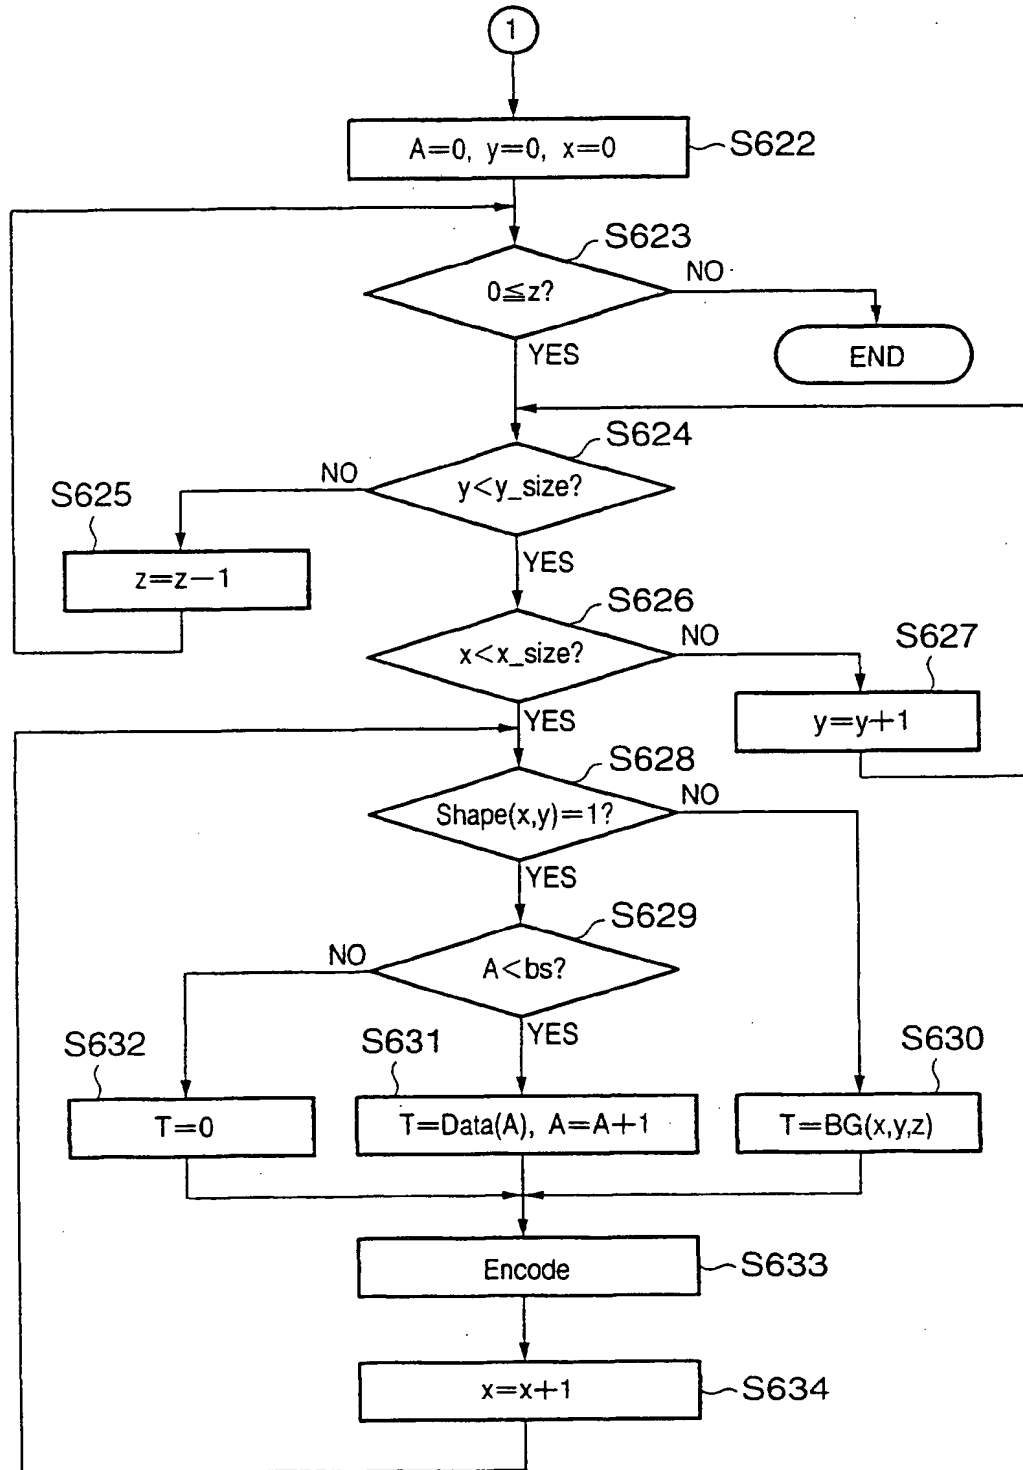 1
A=0, y=0, x=0
S622
S623
0≦z?
NO
END
YES
S624
y<y_size?
NO
S625
z=z-1
YES
S626
x<x_size?
NO
S627
y=y+1
YES
S628
Shape(x,y)=1?
NO
YES
S629
A<bs?
NO
YES
S632
T=0
S631
T=Data(A), A=A+1
S630
T=BG(x,y,z)
Encode
S633
x=x+1
S634